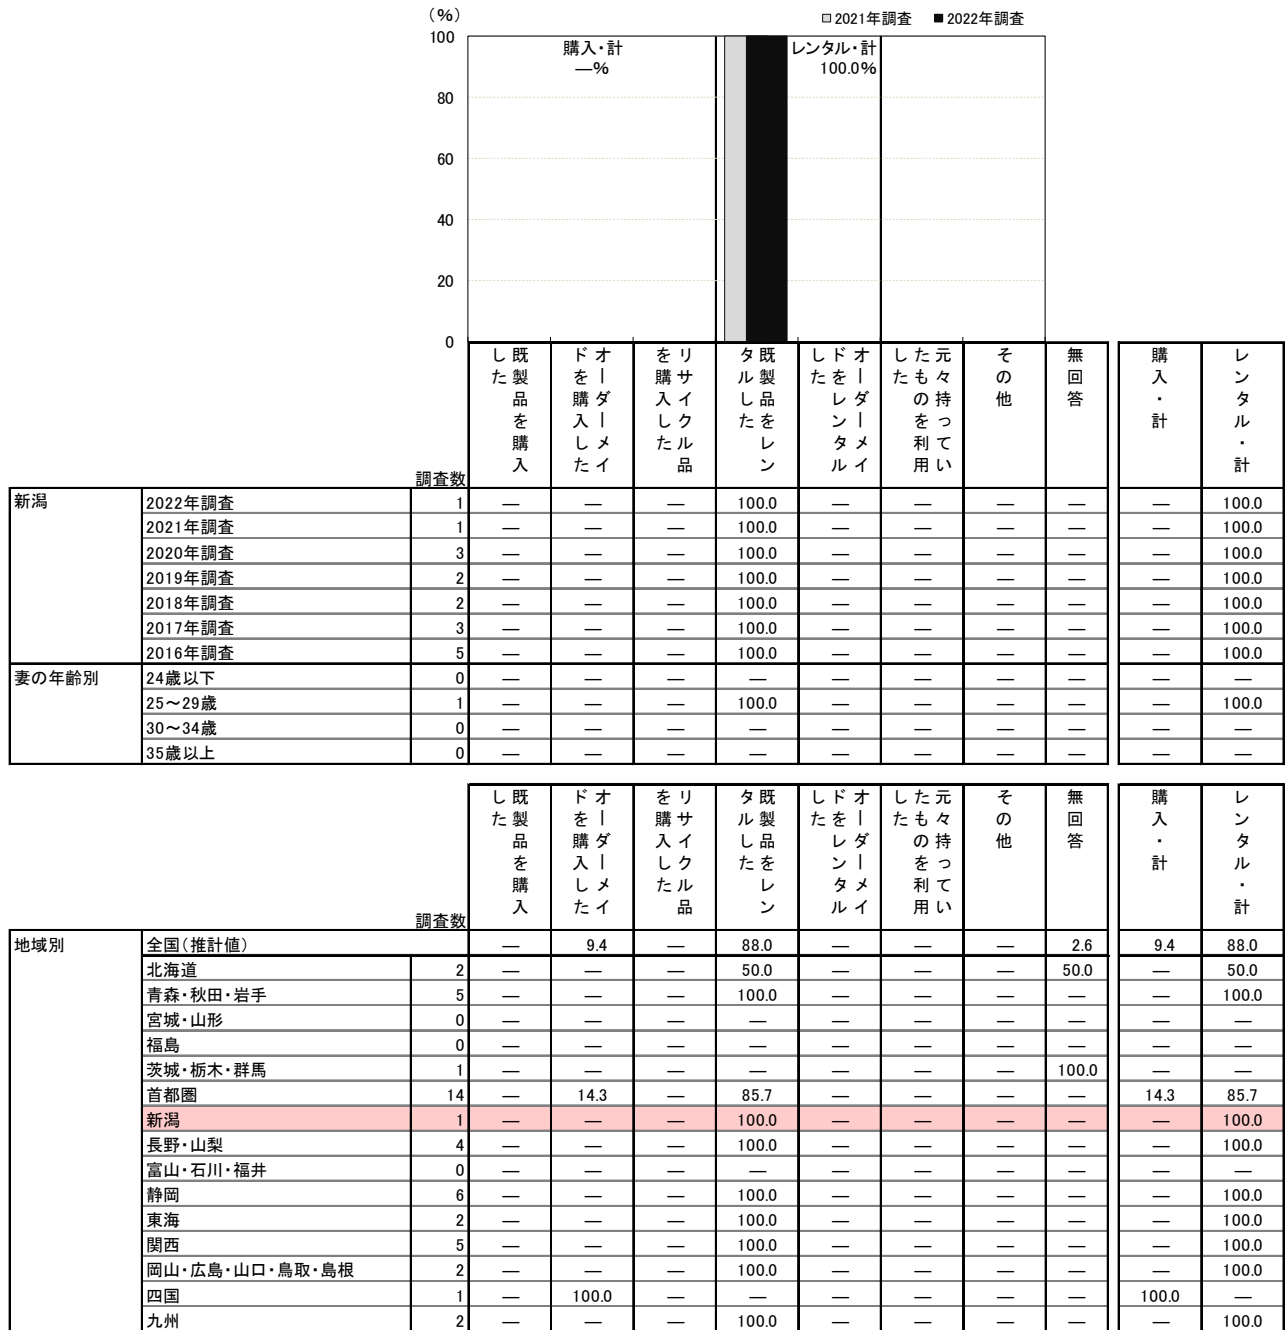 (%)
□2021年調査 ■2022年調査
購入・計
―%
レンタル・計
100.0%
100
80
60
40
20
0
調査数 既製品を購入した オーダーメイドを購入した リサイクル品を購入した 既製品をレンタルした オーダーメイドをレンタルした 元々持っていたものを利用した その他 無回答 購入・計 レンタル・計
新潟 2022年調査 1 ― ― ― 100.0 ― ― ― ― ― 100.0
2021年調査 1 ― ― ― 100.0 ― ― ― ― ― 100.0
2020年調査 3 ― ― ― 100.0 ― ― ― ― ― 100.0
2019年調査 2 ― ― ― 100.0 ― ― ― ― ― 100.0
2018年調査 2 ― ― ― 100.0 ― ― ― ― ― 100.0
2017年調査 3 ― ― ― 100.0 ― ― ― ― ― 100.0
2016年調査 5 ― ― ― 100.0 ― ― ― ― ― 100.0
妻の年齢別 24歳以下 0 ― ― ― ― ― ― ― ― ― ―
25～29歳 1 ― ― ― 100.0 ― ― ― ― ― 100.0
30～34歳 0 ― ― ― ― ― ― ― ― ― ―
35歳以上 0 ― ― ― ― ― ― ― ― ― ―
調査数 既製品を購入した オーダーメイドを購入した リサイクル品を購入した 既製品をレンタルした オーダーメイドをレンタルした 元々持っていたものを利用した その他 無回答 購入・計 レンタル・計
地域別 全国(推計値) ― 9.4 ― 88.0 ― ― ― 2.6 9.4 88.0
北海道 2 ― ― ― 50.0 ― ― ― 50.0 ― 50.0
青森・秋田・岩手 5 ― ― ― 100.0 ― ― ― ― ― 100.0
宮城・山形 0 ― ― ― ― ― ― ― ― ― ―
福島 0 ― ― ― ― ― ― ― ― ― ―
茨城・栃木・群馬 1 ― ― ― ― ― ― ― 100.0 ― ―
首都圏 14 ― 14.3 ― 85.7 ― ― ― ― 14.3 85.7
新潟 1 ― ― ― 100.0 ― ― ― ― ― 100.0
長野・山梨 4 ― ― ― 100.0 ― ― ― ― ― 100.0
富山・石川・福井 0 ― ― ― ― ― ― ― ― ― ―
静岡 6 ― ― ― 100.0 ― ― ― ― ― 100.0
東海 2 ― ― ― 100.0 ― ― ― ― ― 100.0
関西 5 ― ― ― 100.0 ― ― ― ― ― 100.0
岡山・広島・山口・鳥取・島根 2 ― ― ― 100.0 ― ― ― ― ― 100.0
四国 1 ― 100.0 ― ― ― ― ― ― 100.0 ―
九州 2 ― ― ― 100.0 ― ― ― ― ― 100.0